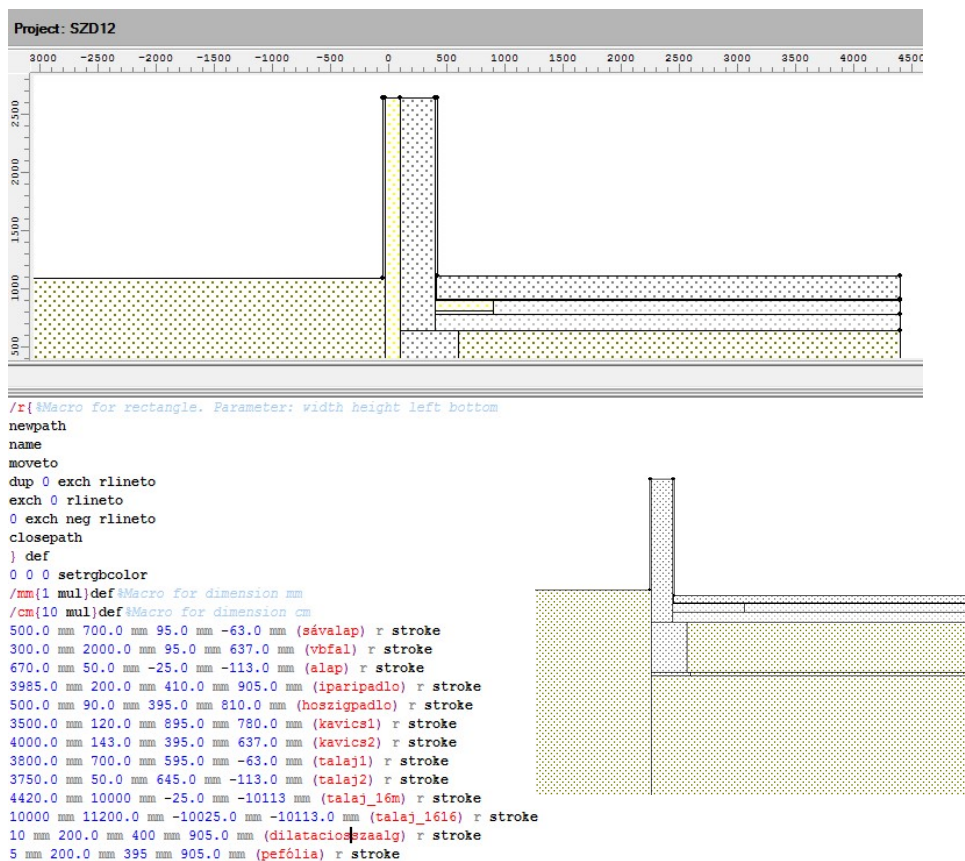 Project: SZD12
3000 -2500 -2000 -1500 -1000 -500 0 500 1000 1500 2000 2500 3000 3500 4000 4500
2500
2000
1500
1000
500
/r{%Macro for rectangle. Parameter: width height left bottom
newpath
name
moveto
dup 0 exch rlineto
exch 0 rlineto
0 exch neg rlineto
closepath
} def
0 0 0 setrgbcolor
/mm{1 mul}def%Macro for dimension mm
/cm{10 mul}def%Macro for dimension cm
500.0 mm 700.0 mm 95.0 mm -63.0 mm (sávalap) r stroke
300.0 mm 2000.0 mm 95.0 mm 637.0 mm (vbfal) r stroke
670.0 mm 50.0 mm -25.0 mm -113.0 mm (alap) r stroke
3985.0 mm 200.0 mm 410.0 mm 905.0 mm (iparipadlo) r stroke
500.0 mm 90.0 mm 395.0 mm 810.0 mm (hoszigpadlo) r stroke
3500.0 mm 120.0 mm 895.0 mm 780.0 mm (kavics1) r stroke
4000.0 mm 143.0 mm 395.0 mm 637.0 mm (kavics2) r stroke
3800.0 mm 700.0 mm 595.0 mm -63.0 mm (talaj1) r stroke
3750.0 mm 50.0 mm 645.0 mm -113.0 mm (talaj2) r stroke
4420.0 mm 10000 mm -25.0 mm -10113 mm (talaj_16m) r stroke
10000 mm 11200.0 mm -10025.0 mm -10113.0 mm (talaj_1616) r stroke
10 mm 200.0 mm 400 mm 905.0 mm (dilataciosszaalg) r stroke
5 mm 200.0 mm 395 mm 905.0 mm (pefólia) r stroke